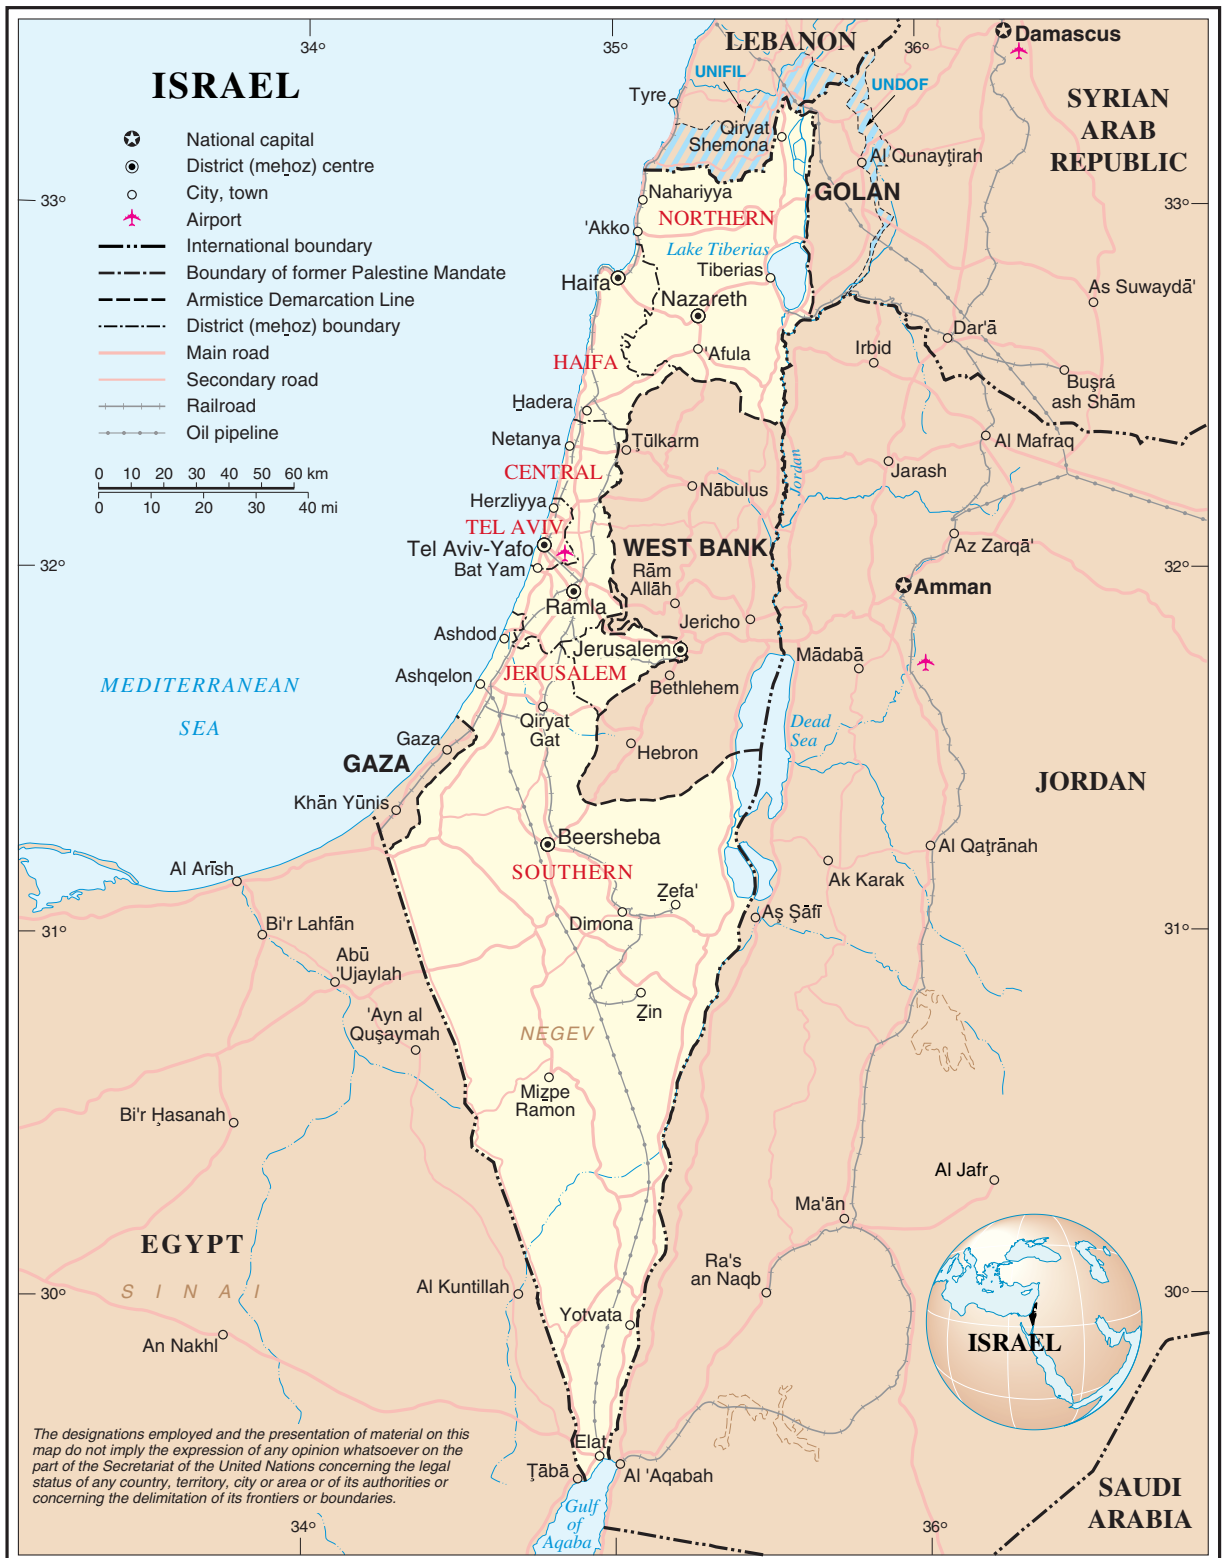 34°
35°
36°
ISRAEL
National capital
District (meẖoz) centre
City, town
Airport
International boundary
Boundary of former Palestine Mandate
Armistice Demarcation Line
District (meẖoz) boundary
Main road
Secondary road
Railroad
Oil pipeline
0 10 20 30 40 50 60 km
0 10 20 30 40 mi
LEBANON
Damascus
UNIFIL
UNDOF
Tyre
SYRIAN
ARAB
REPUBLIC
Qiryat
Shemona
Al Qunayţirah
33°
Nahariyya
GOLAN
33°
NORTHERN
'Akko
Lake Tiberias
Tiberias
Haifa
Nazareth
As Suwaydā'
Dar'ā
'Afula
Irbid
HAIFA
Buşrá
ash Shām
H̱adera
Netanya
Ţūlkarm
Al Mafraq
CENTRAL
Jarash
Jordan
Nābulus
Herzliyya
TEL AVIV
Tel Aviv-Yafo
WEST BANK
Az Zarqā'
32°
Bat Yam
Rām
Allāh
32°
Amman
Ramla
Jericho
Ashdod
Jerusalem
Mādabā
JERUSALEM
Ashqelon
Bethlehem
MEDITERRANEAN
SEA
Qiryat
Gat
Dead
Sea
Gaza
Hebron
GAZA
JORDAN
Khān Yūnis
Beersheba
Al Qaţrānah
Al Arīsh
SOUTHERN
Ak Karak
Ẕefa'
Aş Şāfī
Dimona
Bi'r Lahfān
31°
31°
Abū
'Ujaylah
Ẕin
'Ayn al
Quşaymah
NEGEV
Miẕpe
Ramon
Bi'r Ḩasanah
Al Jafr
Ma'ān
EGYPT
SINAI
Ra's
an Naqb
Al Kuntillah
30°
30°
Yotvata
An Nakhl
ISRAEL
The designations employed and the presentation of material on this
map do not imply the expression of any opinion whatsoever on the
part of the Secretariat of the United Nations concerning the legal
status of any country, territory, city or area or of its authorities or
concerning the delimitation of its frontiers or boundaries.
Elat
Ţābā
Al 'Aqabah
Gulf
of
Aqaba
SAUDI
ARABIA
34°
36°